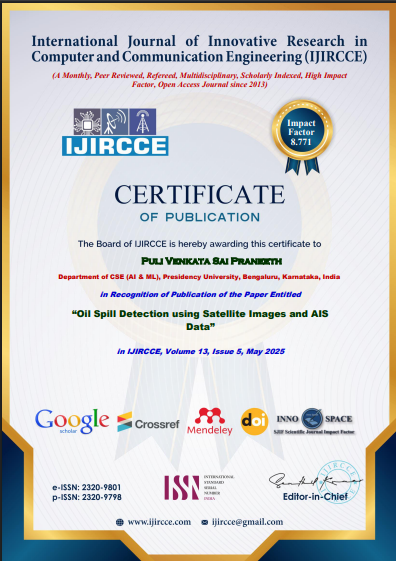 International Journal of Innovative Research in
Computer and Communication Engineering (IJIRCCE)
(A Monthly, Peer Reviewed, Refereed, Multidisciplinary, Scholarly Indexed, High Impact
Factor, Open Access Journal since 2013)
IJIRCCE
Impact
Factor
8.771
CERTIFICATE
OF PUBLICATION
The Board of IJIRCCE is hereby awarding this certificate to
PULI VENKATA SAI PRANEETH
Department of CSE (AI & ML), Presidency University, Bengaluru, Karnataka, India
in Recognition of Publication of the Paper Entitled
“Oil Spill Detection using Satellite Images and AIS
Data”
in IJIRCCE, Volume 13, Issue 5, May 2025
Google
scholar
Crossref
Mendeley
doi
INNO SPACE
SJIF Scientific Journal Impact Factor
e-ISSN: 2320-9801
p-ISSN: 2320-9798
ISSN
INTERNATIONAL
STANDARD
SERIAL
NUMBER
INDIA
IJIRCCE
Editor-in-Chief
www.ijircce.com ijircce@gmail.com